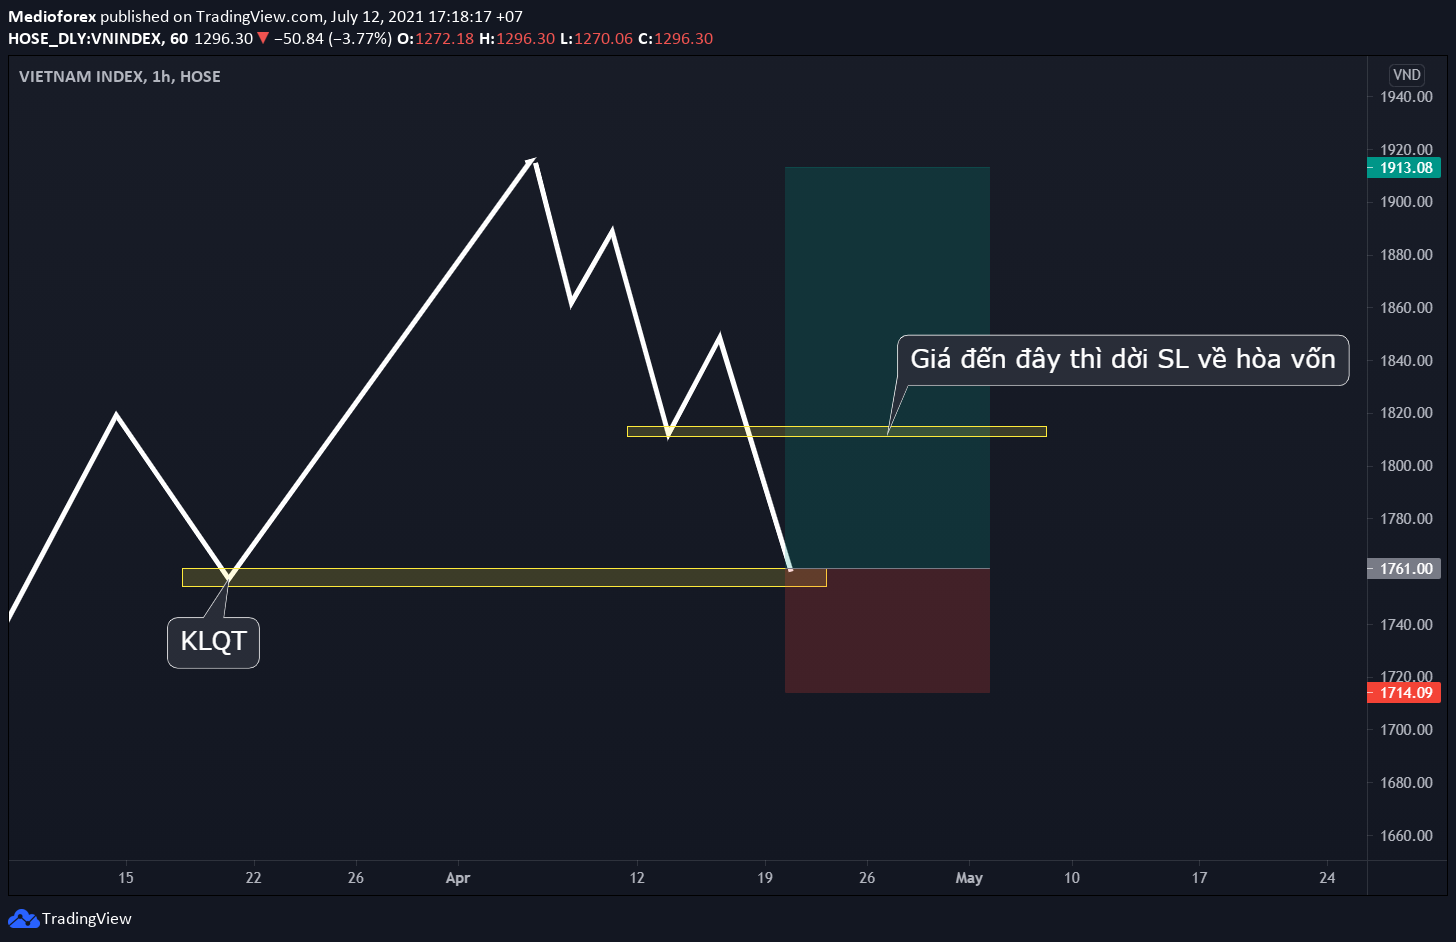 Medioforex published on TradingView.com, July 12, 2021 17:18:17 +07
HOSE_DLY:VNINDEX, 60 1296.30 ▼ −50.84 (−3.77%) O:1272.18 H:1296.30 L:1270.06 C:1296.30
VIETNAM INDEX, 1h, HOSE
VND
1940.00
1920.00
1913.08
1900.00
1880.00
1860.00
Giá đến đây thì dời SL về hòa vốn
1840.00
1820.00
1800.00
1780.00
1761.00
KLQT
1740.00
1720.00
1714.09
1700.00
1680.00
1660.00
15 22 26 Apr 12 19 26 May 10 17 24
TradingView